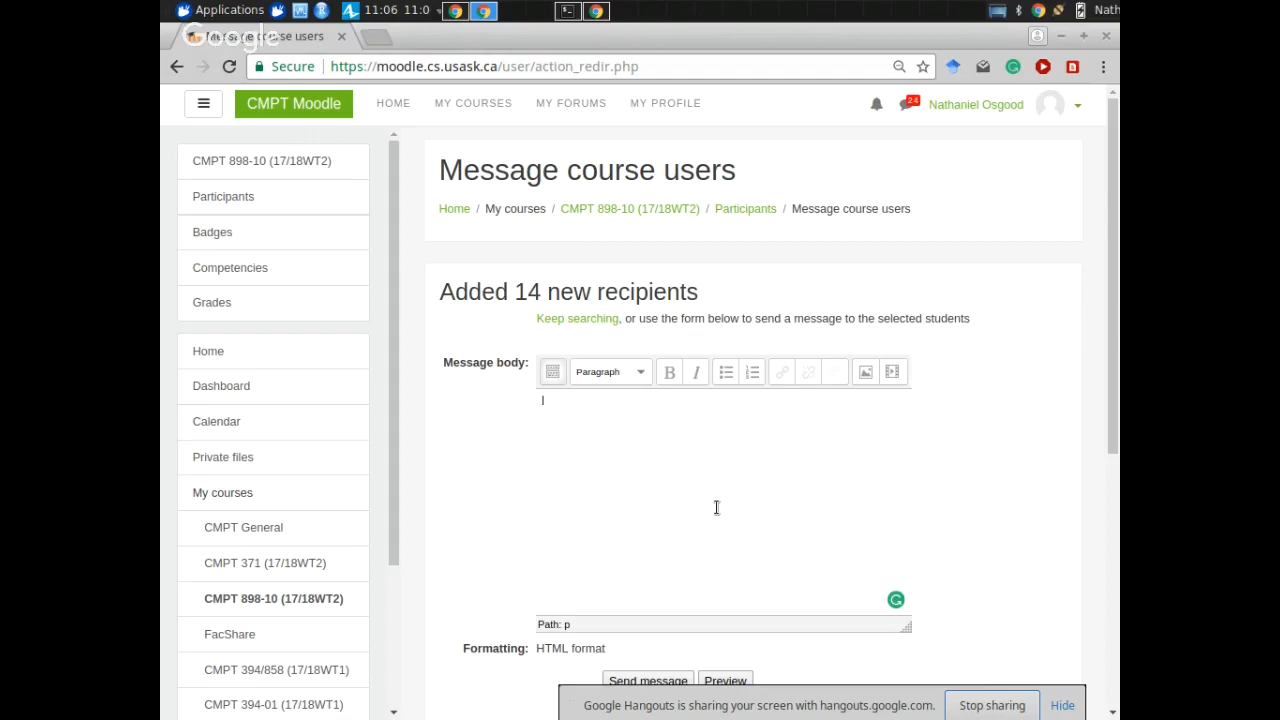 Applications 11:06 11:0 Nath
Message course users
Google
Secure https://moodle.cs.usask.ca/user/action_redir.php
CMPT Moodle HOME MY COURSES MY FORUMS MY PROFILE 24 Nathaniel Osgood
CMPT 898-10 (17/18WT2)
Participants
Badges
Competencies
Grades
Home
Dashboard
Calendar
Private files
My courses
CMPT General
CMPT 371 (17/18WT2)
CMPT 898-10 (17/18WT2)
FacShare
CMPT 394/858 (17/18WT1)
CMPT 394-01 (17/18WT1)
Message course users
Home / My courses / CMPT 898-10 (17/18WT2) / Participants / Message course users
Added 14 new recipients
Keep searching, or use the form below to send a message to the selected students
Message body:
Paragraph B I
Path: p
Formatting: HTML format
Send message Preview
Google Hangouts is sharing your screen with hangouts.google.com. Stop sharing Hide